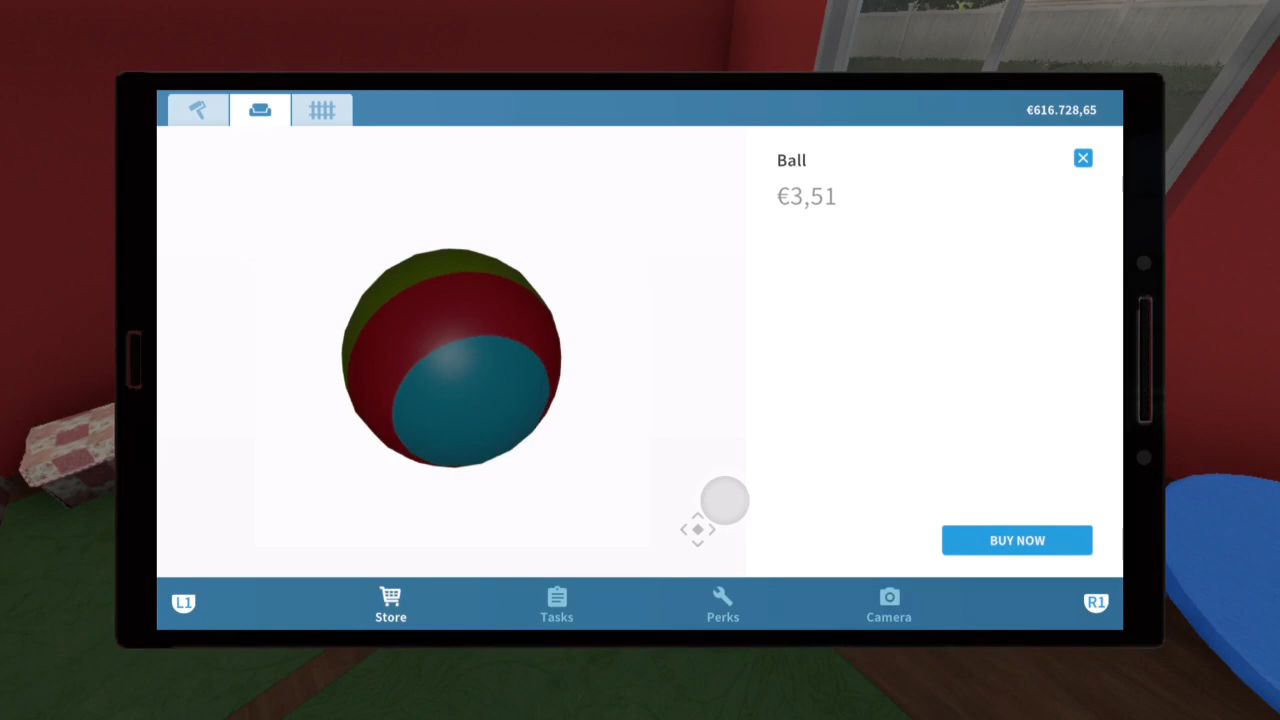 €616.728,65
Ball
€3,51
BUY NOW
L1
Store
Tasks
Perks
Camera
R1